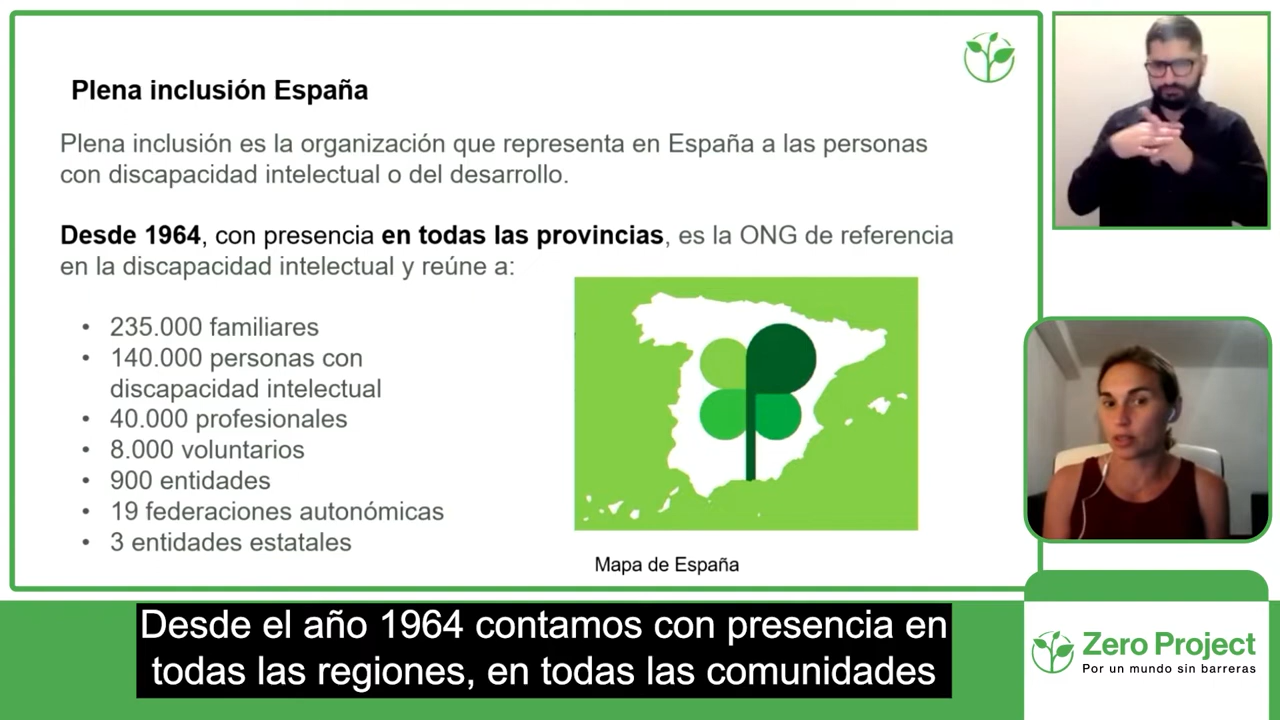 Plena inclusión España
Plena inclusión es la organización que representa en España a las personas
con discapacidad intelectual o del desarrollo.
Desde 1964, con presencia en todas las provincias, es la ONG de referencia
en la discapacidad intelectual y reúne a:
• 235.000 familiares
• 140.000 personas con
discapacidad intelectual
• 40.000 profesionales
• 8.000 voluntarios
• 900 entidades
• 19 federaciones autonómicas
• 3 entidades estatales
Mapa de España
Desde el año 1964 contamos con presencia en
todas las regiones, en todas las comunidades
Zero Project
Por un mundo sin barreras